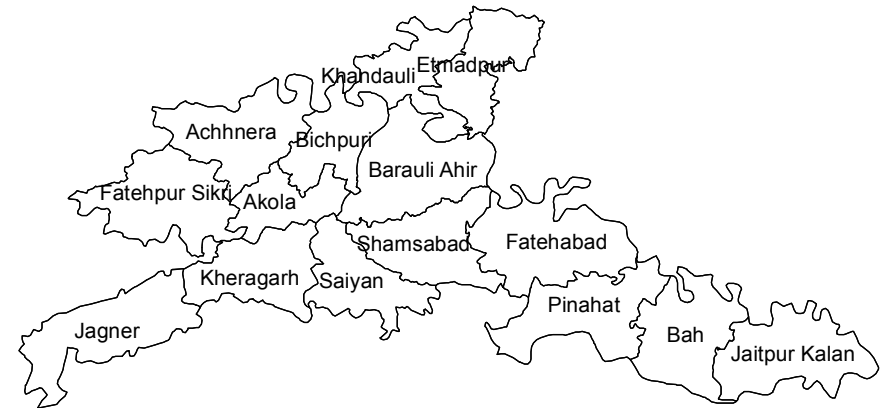 Etmadpur
Khandauli
Achhnera
Bichpuri
Barauli Ahir
Fatehpur Sikri
Akola
Shamsabad
Fatehabad
Kheragarh
Saiyan
Pinahat
Jagner
Bah
Jaitpur Kalan